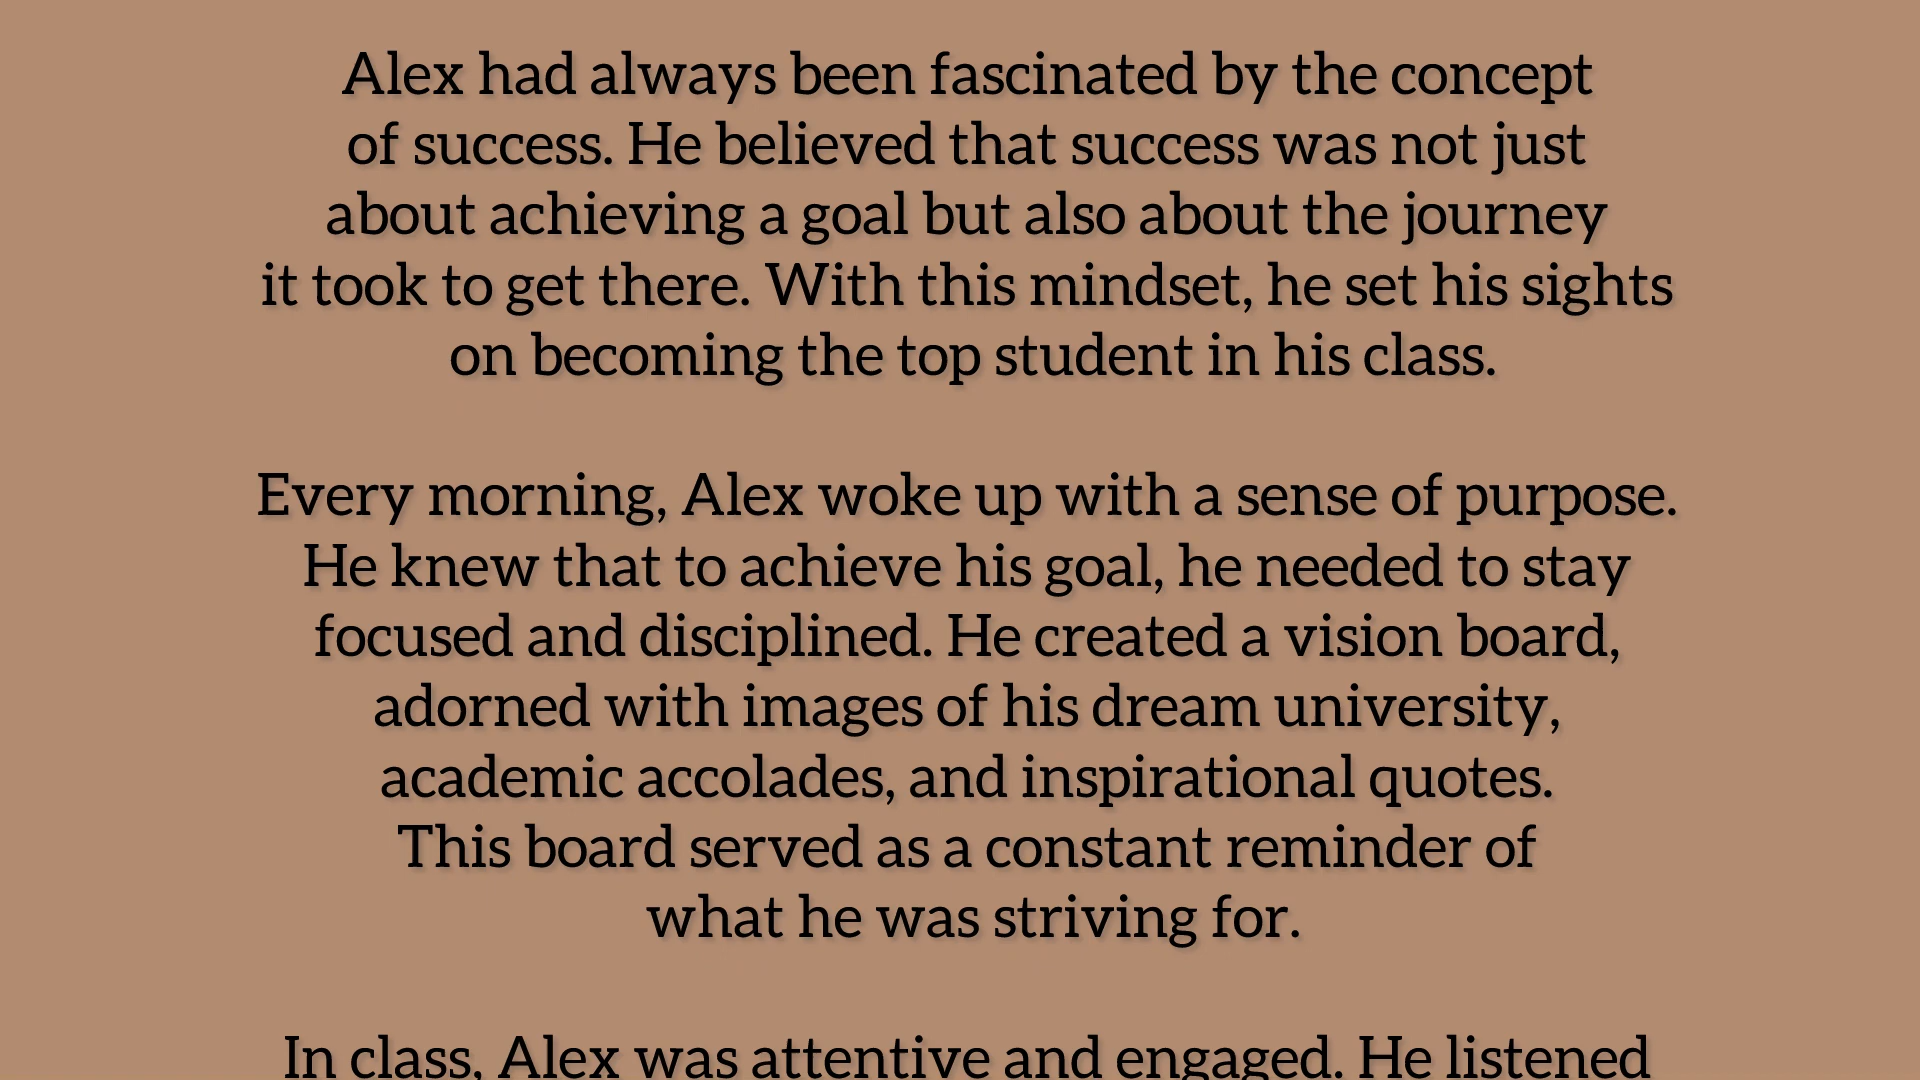 Alex had always been fascinated by the concept
of success. He believed that success was not just
about achieving a goal but also about the journey
it took to get there. With this mindset, he set his sights
on becoming the top student in his class.
Every morning, Alex woke up with a sense of purpose.
He knew that to achieve his goal, he needed to stay
focused and disciplined. He created a vision board,
adorned with images of his dream university,
academic accolades, and inspirational quotes.
This board served as a constant reminder of
what he was striving for.
In class, Alex was attentive and engaged. He listened